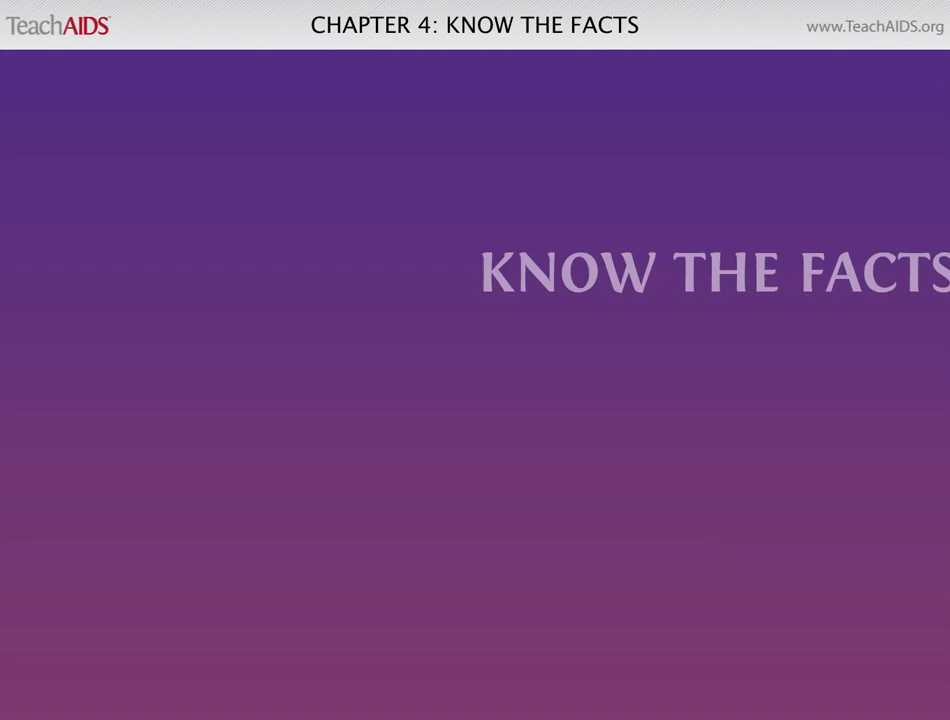 TeachAIDS
CHAPTER 4: KNOW THE FACTS
www.TeachAIDS.org
KNOW THE FACTS